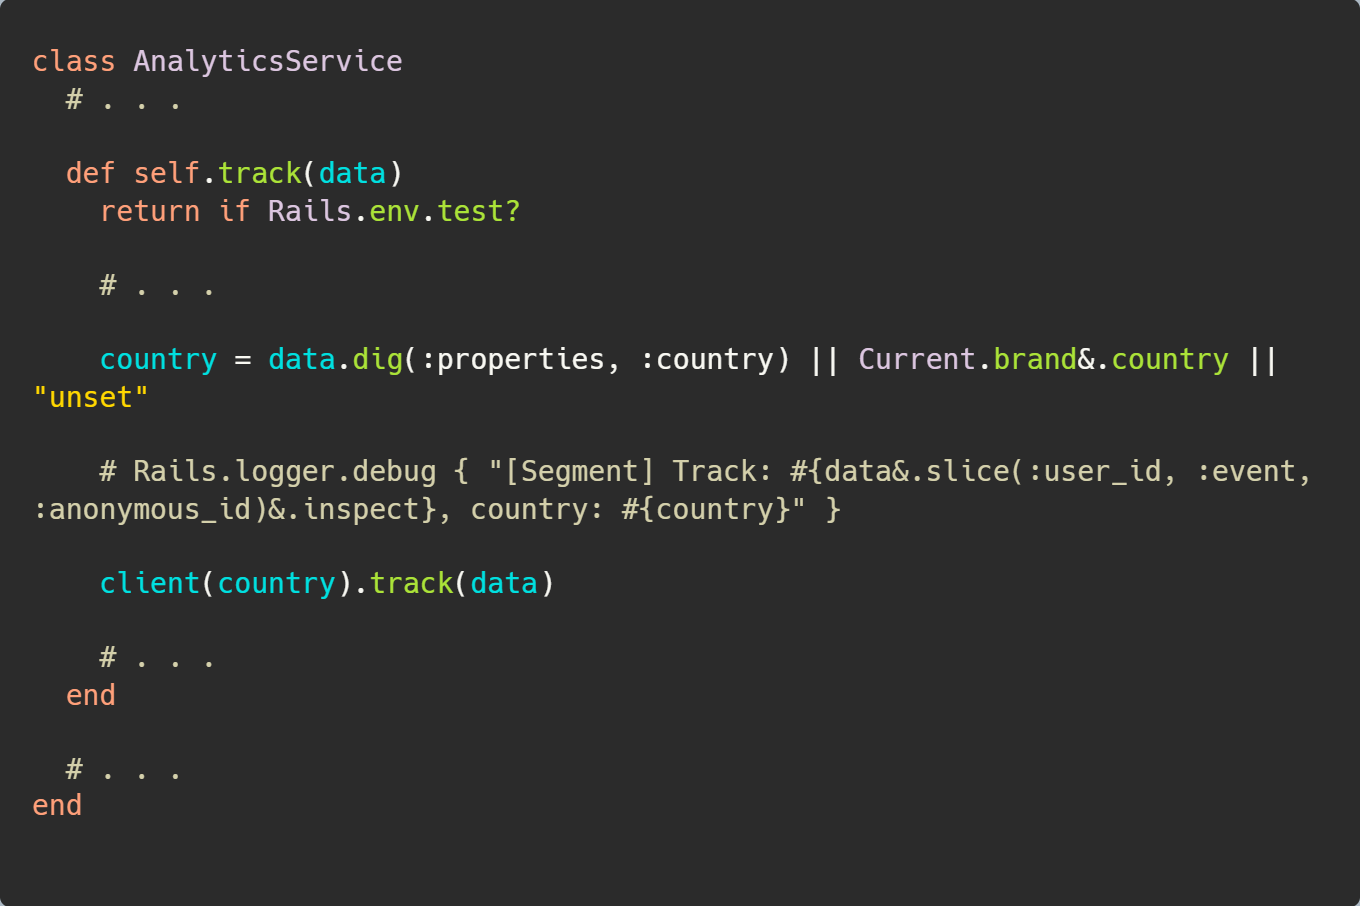 class AnalyticsService
  # . . .

  def self.track(data)
    return if Rails.env.test?

    # . . .

    country = data.dig(:properties, :country) || Current.brand&.country ||
"unset"

    # Rails.logger.debug { "[Segment] Track: #{data&.slice(:user_id, :event,
:anonymous_id)&.inspect}, country: #{country}" }

    client(country).track(data)

    # . . .
  end

  # . . .
end